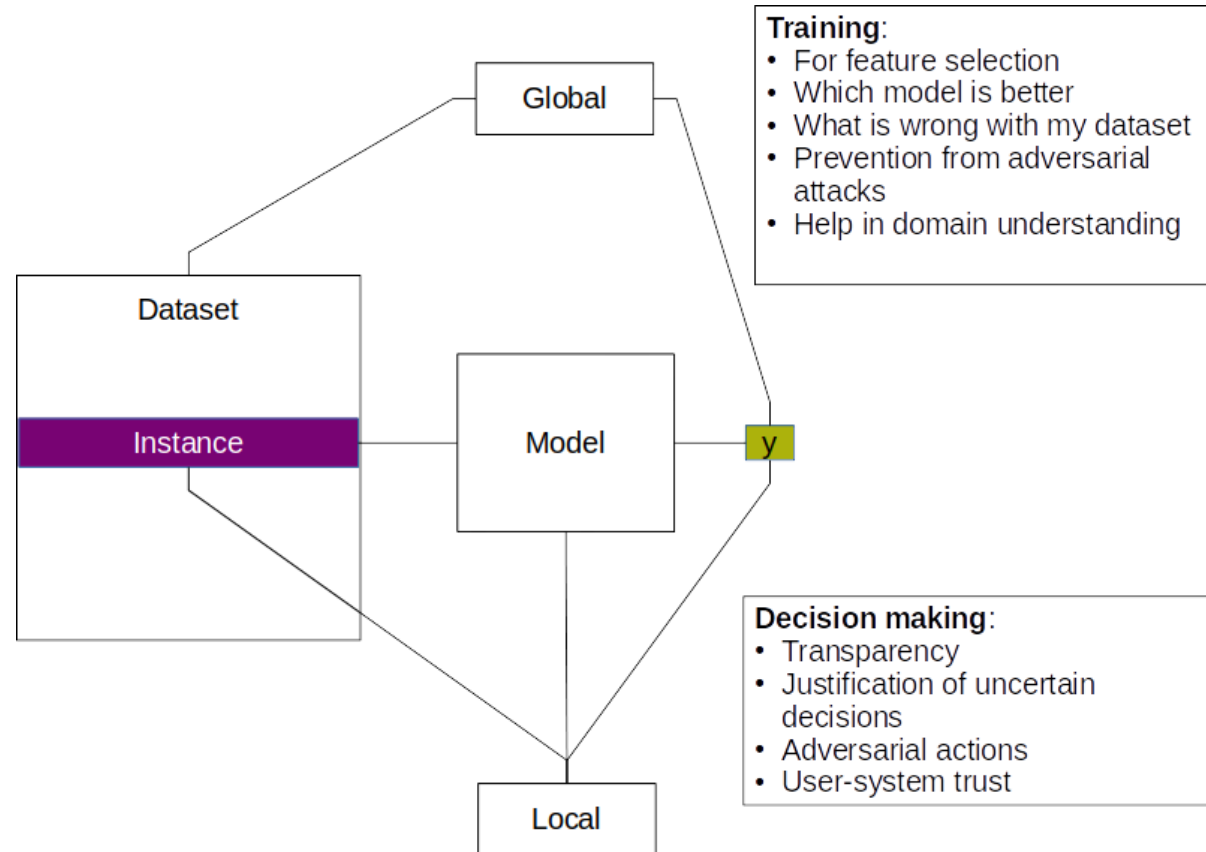 Training:
• For feature selection
• Which model is better
• What is wrong with my dataset
• Prevention from adversarial
attacks
• Help in domain understanding
Global
Dataset
Instance
Model
y
Decision making:
• Transparency
• Justification of uncertain
decisions
• Adversarial actions
• User-system trust
Local